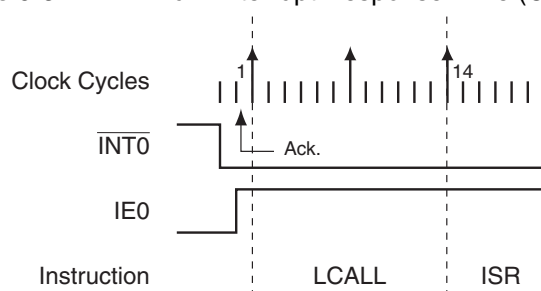 Clock Cycles
1
14
INT0
Ack.
IE0
Instruction LCALL ISR